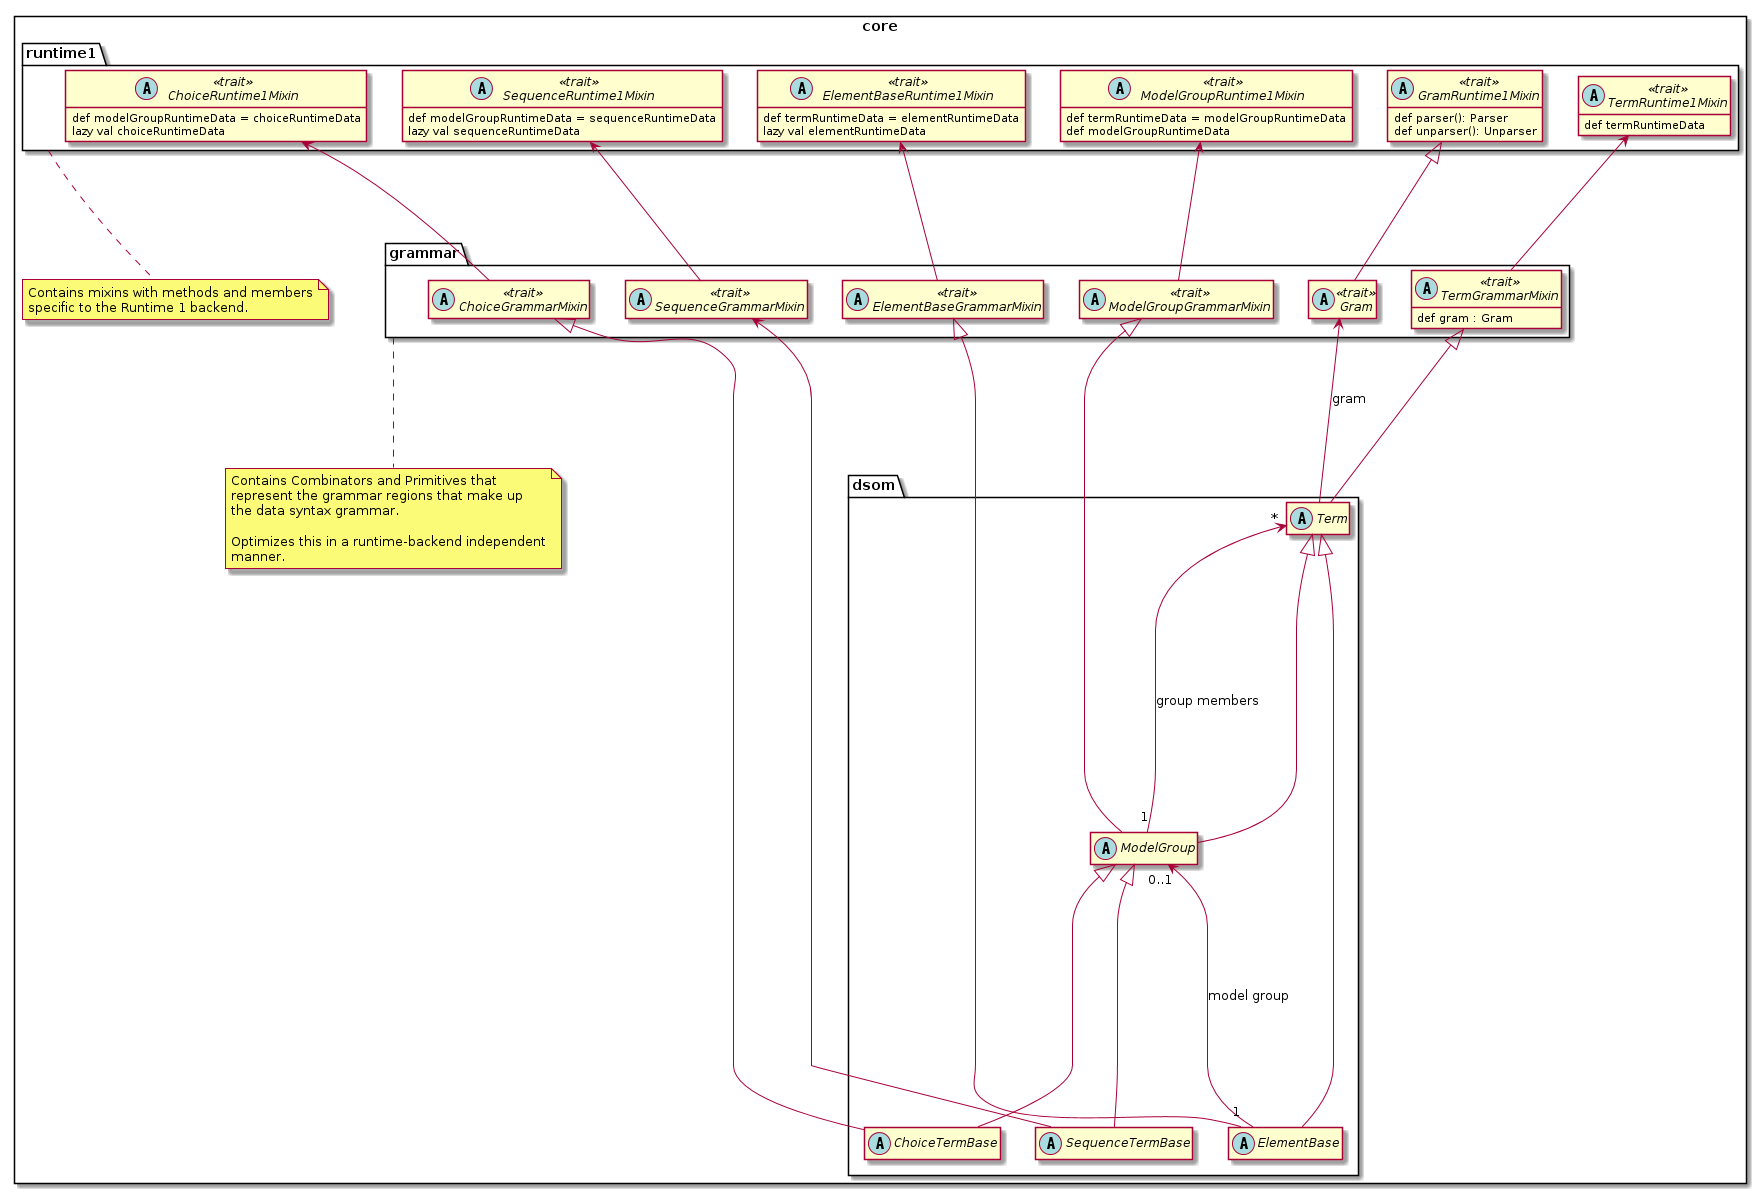 core
runtime1
A «trait»
ChoiceRuntime1Mixin
def modelGroupRuntimeData = choiceRuntimeData
lazy val choiceRuntimeData
A «trait»
SequenceRuntime1Mixin
def modelGroupRuntimeData = sequenceRuntimeData
lazy val sequenceRuntimeData
A «trait»
ElementBaseRuntime1Mixin
def termRuntimeData = elementRuntimeData
lazy val elementRuntimeData
A «trait»
ModelGroupRuntime1Mixin
def termRuntimeData = modelGroupRuntimeData
def modelGroupRuntimeData
A «trait»
GramRuntime1Mixin
def parser(): Parser
def unparser(): Unparser
A «trait»
TermRuntime1Mixin
def termRuntimeData
Contains mixins with methods and members
specific to the Runtime 1 backend.
grammar
A «trait»
ChoiceGrammarMixin
A «trait»
SequenceGrammarMixin
A «trait»
ElementBaseGrammarMixin
A «trait»
ModelGroupGrammarMixin
A «trait»
Gram
A «trait»
TermGrammarMixin
def gram : Gram
gram
Contains Combinators and Primitives that
represent the grammar regions that make up
the data syntax grammar.
Optimizes this in a runtime-backend independent
manner.
dsom
A Term
*
group members
1
A ModelGroup
0..1
model group
1
A ChoiceTermBase
A SequenceTermBase
A ElementBase